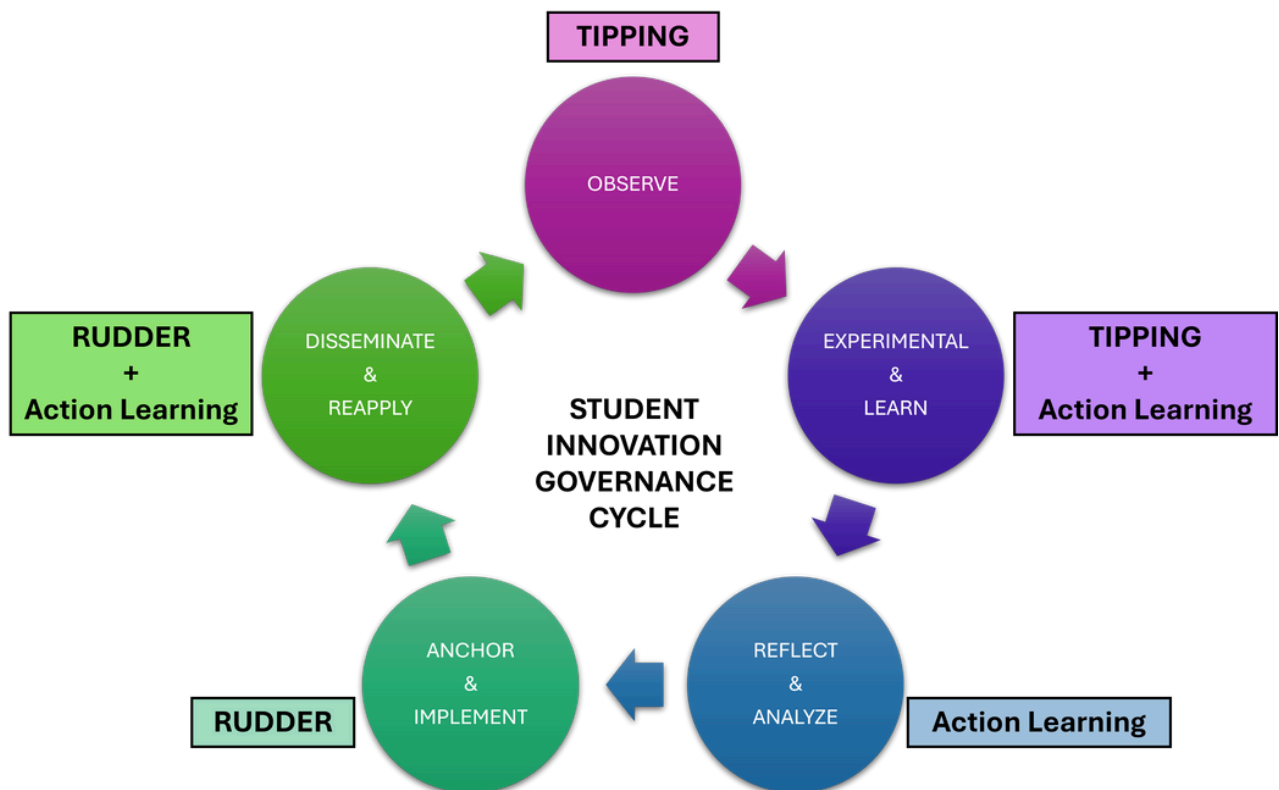 TIPPING
OBSERVE
EXPERIMENTAL
&
LEARN
TIPPING
+
Action Learning
REFLECT
&
ANALYZE
Action Learning
ANCHOR
&
IMPLEMENT
RUDDER
DISSEMINATE
&
REAPPLY
RUDDER
+
Action Learning
STUDENT
INNOVATION
GOVERNANCE
CYCLE